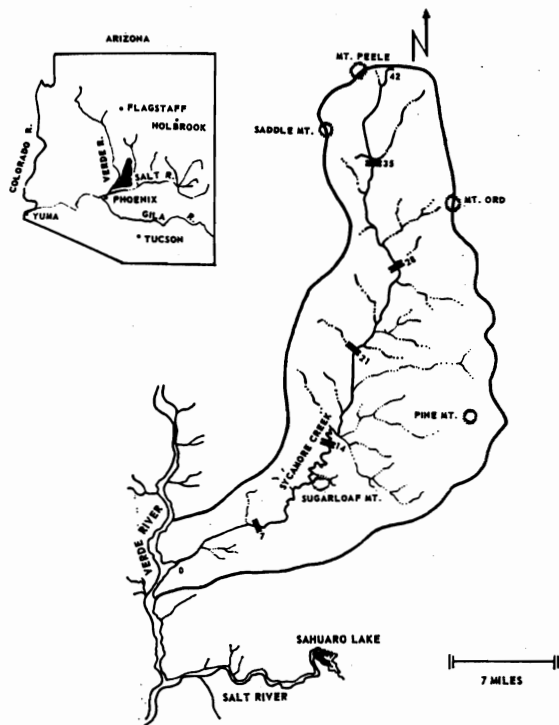 ARIZONA
FLAGSTAFF
HOLBROOK
COLORADO R.
VERDE R.
SALT R.
PHOENIX
GILA R.
YUMA
TUCSON
N
MT. PEELE
42
SADDLE MT.
35
MT. ORD
28
21
PINE MT.
SYCAMORE CREEK
14
SUGARLOAF MT.
7
VERDE RIVER
0
SAHUARO LAKE
SALT RIVER
7 MILES